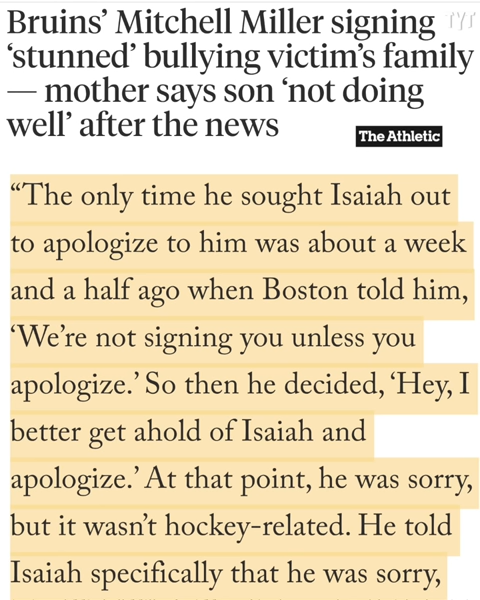 Bruins’ Mitchell Miller signing
TYT
‘stunned’ bullying victim’s family
— mother says son ‘not doing
well’ after the news
The Athletic
“The only time he sought Isaiah out
to apologize to him was about a week
and a half ago when Boston told him,
‘We’re not signing you unless you
apologize.’ So then he decided, ‘Hey, I
better get ahold of Isaiah and
apologize.’ At that point, he was sorry,
but it wasn’t hockey-related. He told
Isaiah specifically that he was sorry,